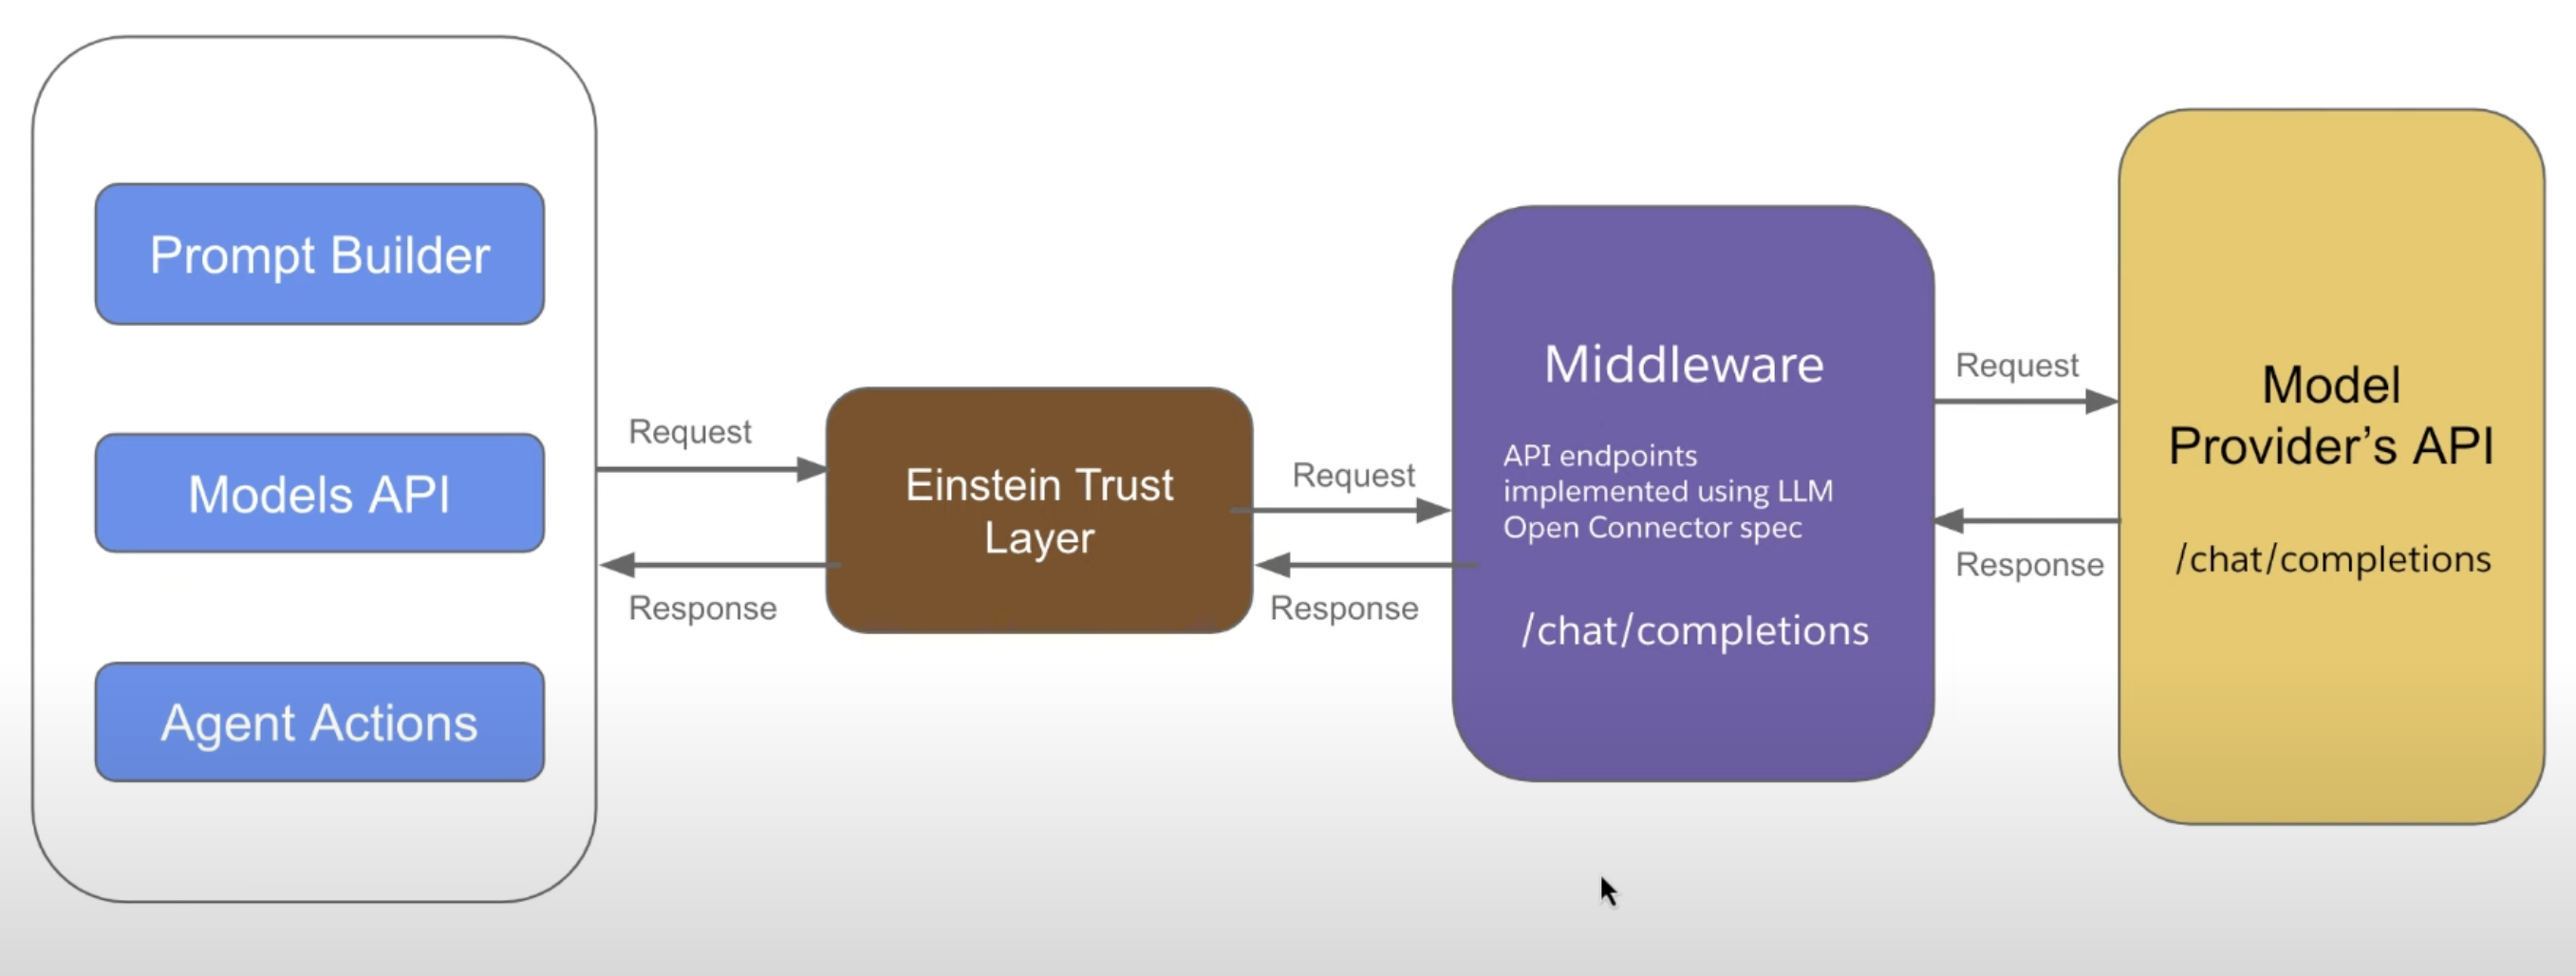 Prompt Builder
Models API
Agent Actions
Request
Response
Einstein Trust
Layer
Request
Response
Middleware
API endpoints
implemented using LLM
Open Connector spec
/chat/completions
Request
Response
Model
Provider’s API
/chat/completions